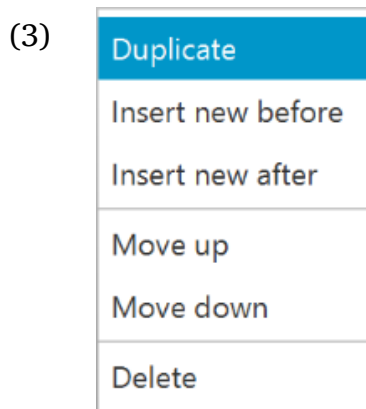 (3)
Duplicate
Insert new before
Insert new after
Move up
Move down
Delete